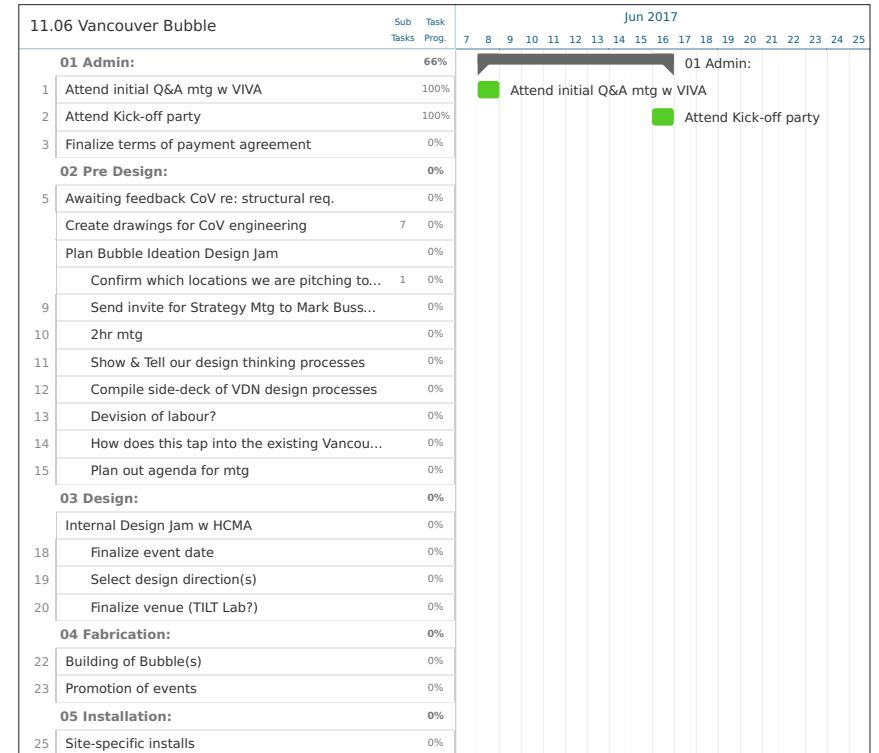 11.06 Vancouver Bubble Sub Task Jun 2017
Tasks Prog. 7 8 9 10 11 12 13 14 15 16 17 18 19 20 21 22 23 24 25
01 Admin: 66% 01 Admin:
1 Attend initial Q&A mtg w VIVA 100% Attend initial Q&A mtg w VIVA
2 Attend Kick-off party 100% Attend Kick-off party
3 Finalize terms of payment agreement 0%
02 Pre Design: 0%
5 Awaiting feedback CoV re: structural req. 0%
Create drawings for CoV engineering 7 0%
Plan Bubble Ideation Design Jam 0%
Confirm which locations we are pitching to... 1 0%
9 Send invite for Strategy Mtg to Mark Buss... 0%
10 2hr mtg 0%
11 Show & Tell our design thinking processes 0%
12 Compile side-deck of VDN design processes 0%
13 Devision of labour? 0%
14 How does this tap into the existing Vancou... 0%
15 Plan out agenda for mtg 0%
03 Design: 0%
Internal Design Jam w HCMA 0%
18 Finalize event date 0%
19 Select design direction(s) 0%
20 Finalize venue (TILT Lab?) 0%
04 Fabrication: 0%
22 Building of Bubble(s) 0%
23 Promotion of events 0%
05 Installation: 0%
25 Site-specific installs 0%